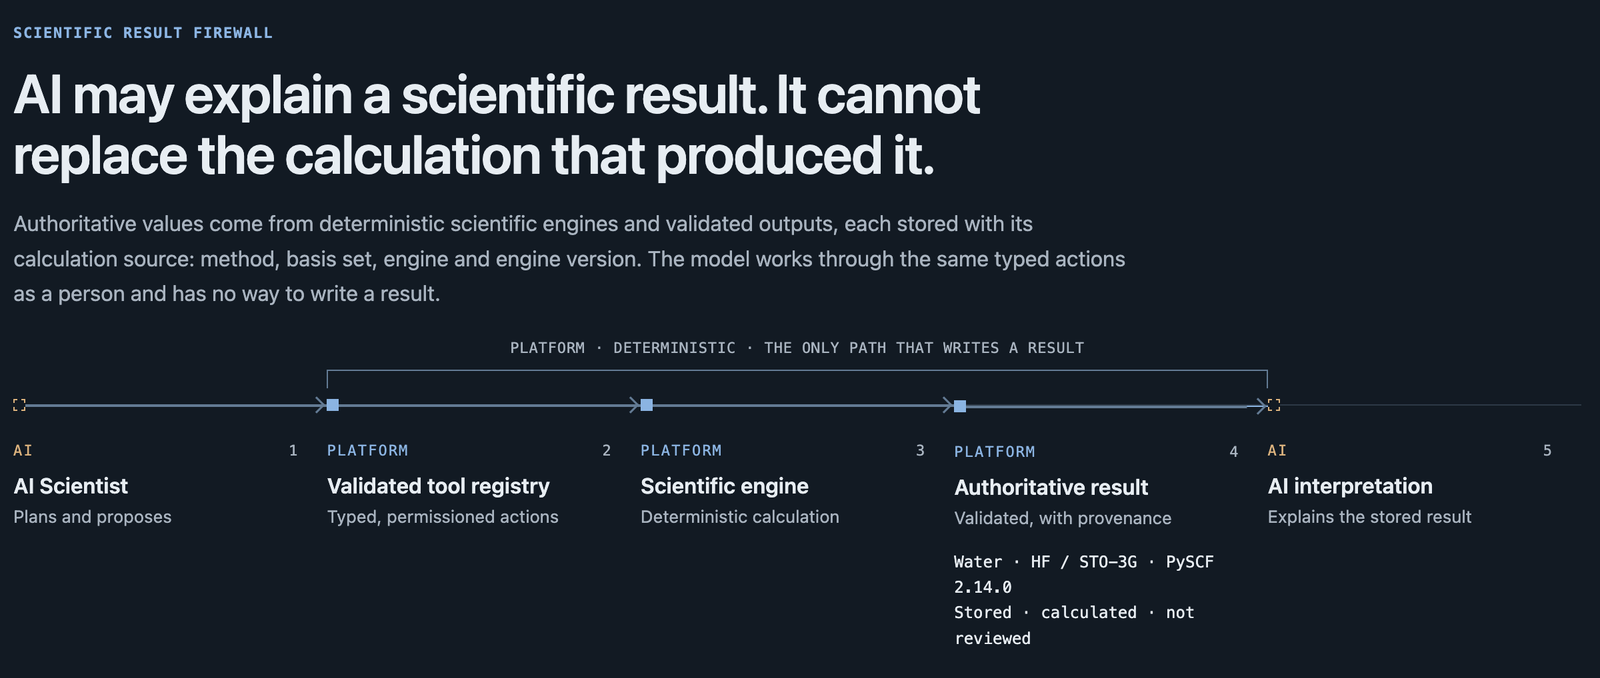 SCIENTIFIC RESULT FIREWALL
AI may explain a scientific result. It cannot
replace the calculation that produced it.
Authoritative values come from deterministic scientific engines and validated outputs, each stored with its
calculation source: method, basis set, engine and engine version. The model works through the same typed actions
as a person and has no way to write a result.
PLATFORM · DETERMINISTIC · THE ONLY PATH THAT WRITES A RESULT
AI 1
AI Scientist
Plans and proposes
PLATFORM 2
Validated tool registry
Typed, permissioned actions
PLATFORM 3
Scientific engine
Deterministic calculation
PLATFORM 4
Authoritative result
Validated, with provenance
Water · HF / STO-3G · PySCF
2.14.0
Stored · calculated · not
reviewed
AI 5
AI interpretation
Explains the stored result